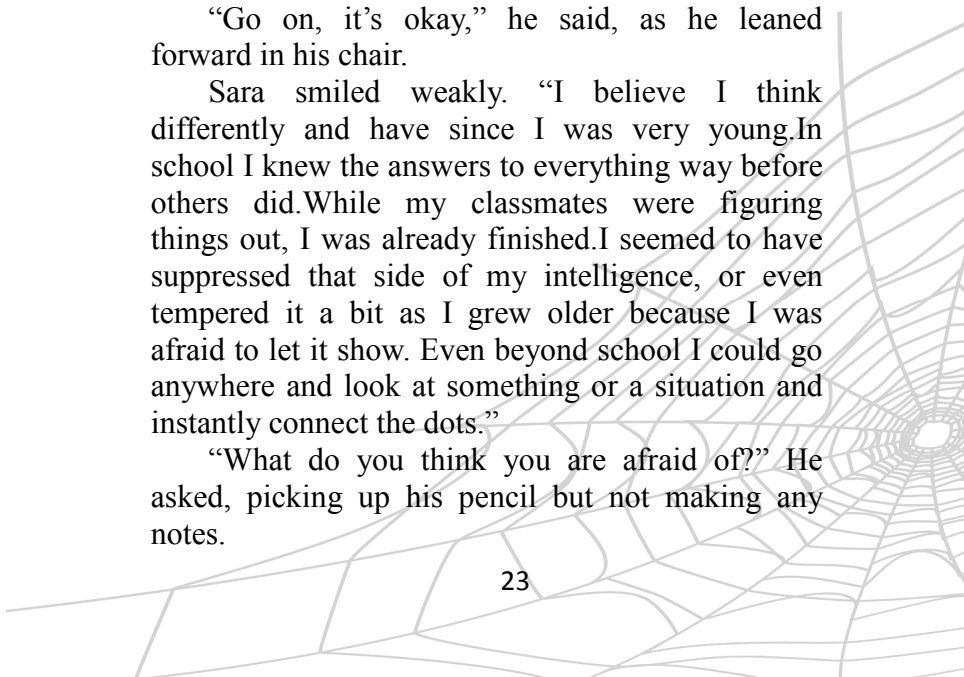 “Go on, it’s okay,” he said, as he leaned
forward in his chair.
Sara smiled weakly. “I believe I think
differently and have since I was very young.In
school I knew the answers to everything way before
others did.While my classmates were figuring
things out, I was already finished.I seemed to have
suppressed that side of my intelligence, or even
tempered it a bit as I grew older because I was
afraid to let it show. Even beyond school I could go
anywhere and look at something or a situation and
instantly connect the dots.”
“What do you think you are afraid of?” He
asked, picking up his pencil but not making any
notes.
23